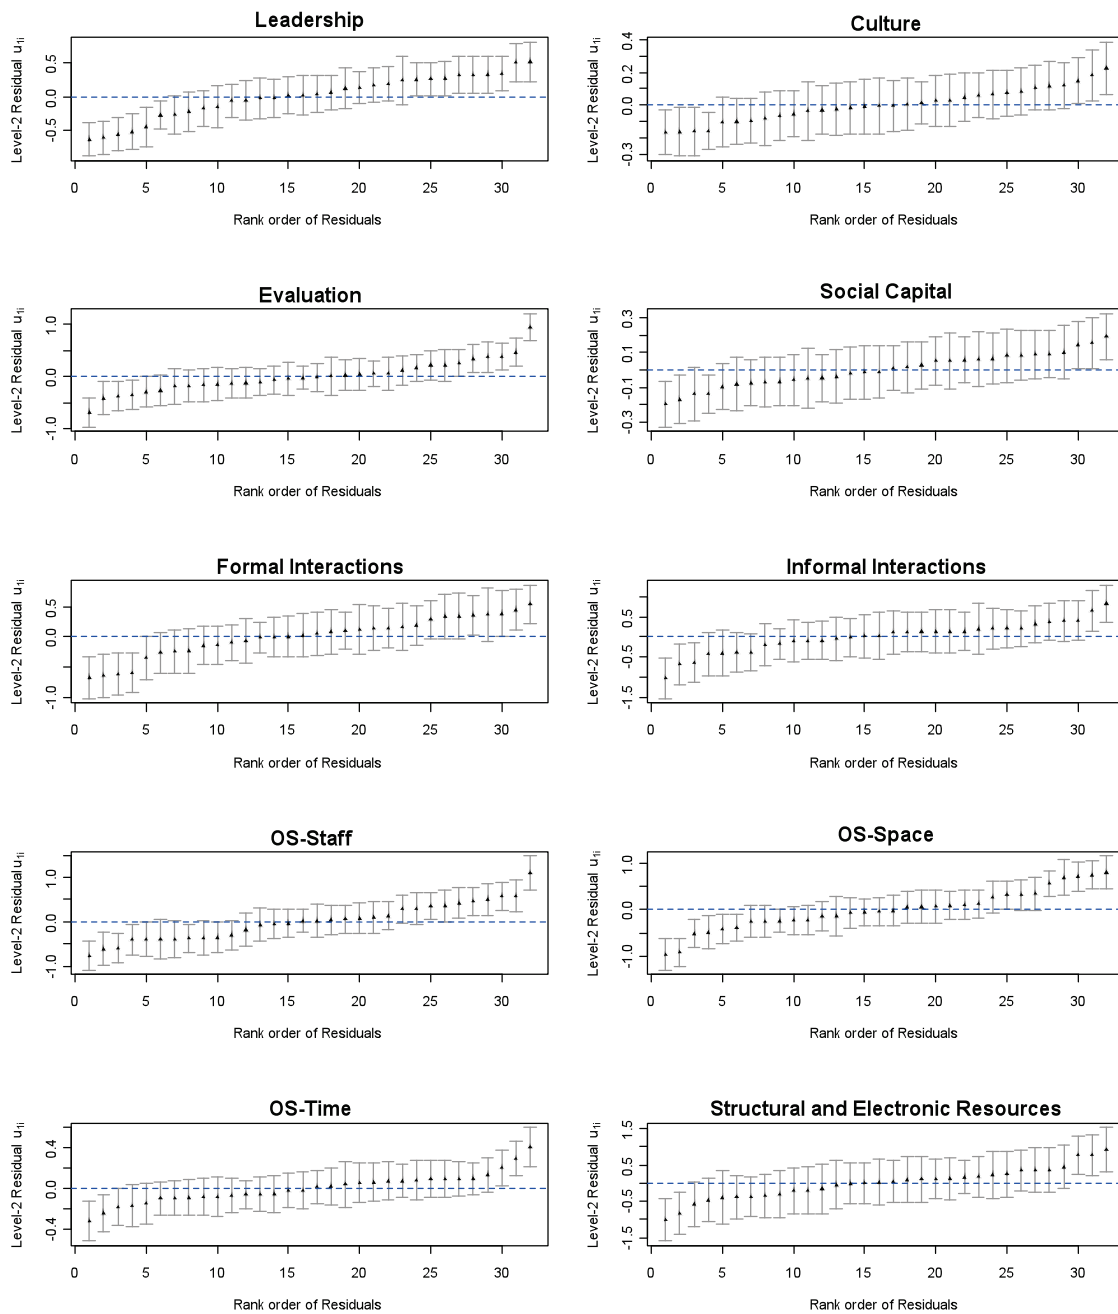 Leadership
Level-2 Residual u1i
0.5
0.0
-0.5
0 5 10 15 20 25 30
Rank order of Residuals
Culture
Level-2 Residual u1i
0.4
0.2
0.0
-0.3
0 5 10 15 20 25 30
Rank order of Residuals
Evaluation
Level-2 Residual u1i
1.0
0.0
-1.0
0 5 10 15 20 25 30
Rank order of Residuals
Social Capital
Level-2 Residual u1i
0.3
0.1
-0.1
-0.3
0 5 10 15 20 25 30
Rank order of Residuals
Formal Interactions
Level-2 Residual u1i
0.5
0.0
-1.0
0 5 10 15 20 25 30
Rank order of Residuals
Informal Interactions
Level-2 Residual u1i
0.5
-0.5
-1.5
0 5 10 15 20 25 30
Rank order of Residuals
OS-Staff
Level-2 Residual u1i
1.0
0.0
-1.0
0 5 10 15 20 25 30
Rank order of Residuals
OS-Space
Level-2 Residual u1i
1.0
0.0
-1.0
0 5 10 15 20 25 30
Rank order of Residuals
OS-Time
Level-2 Residual u1i
0.4
0.0
-0.4
0 5 10 15 20 25 30
Rank order of Residuals
Structural and Electronic Resources
Level-2 Residual u1i
1.5
0.5
-0.5
-1.5
0 5 10 15 20 25 30
Rank order of Residuals